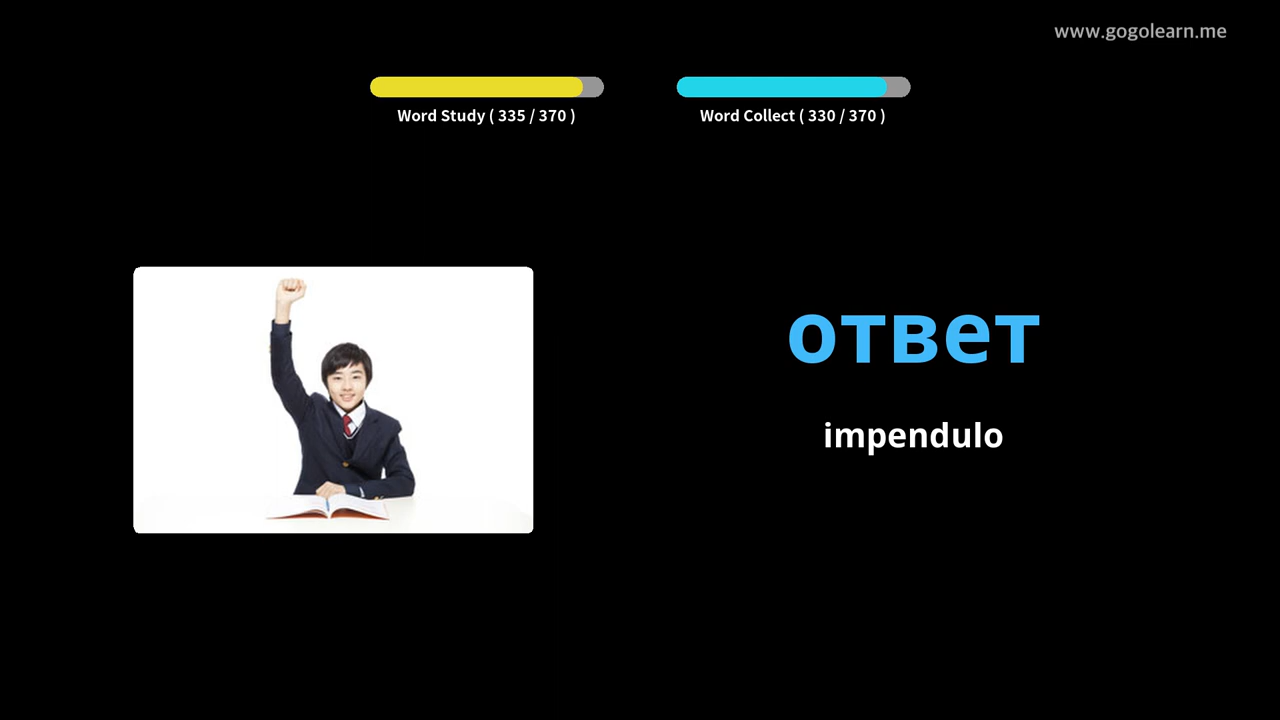 www.gogolearn.me
Word Study ( 335 / 370 )
Word Collect ( 330 / 370 )
ответ
impendulo